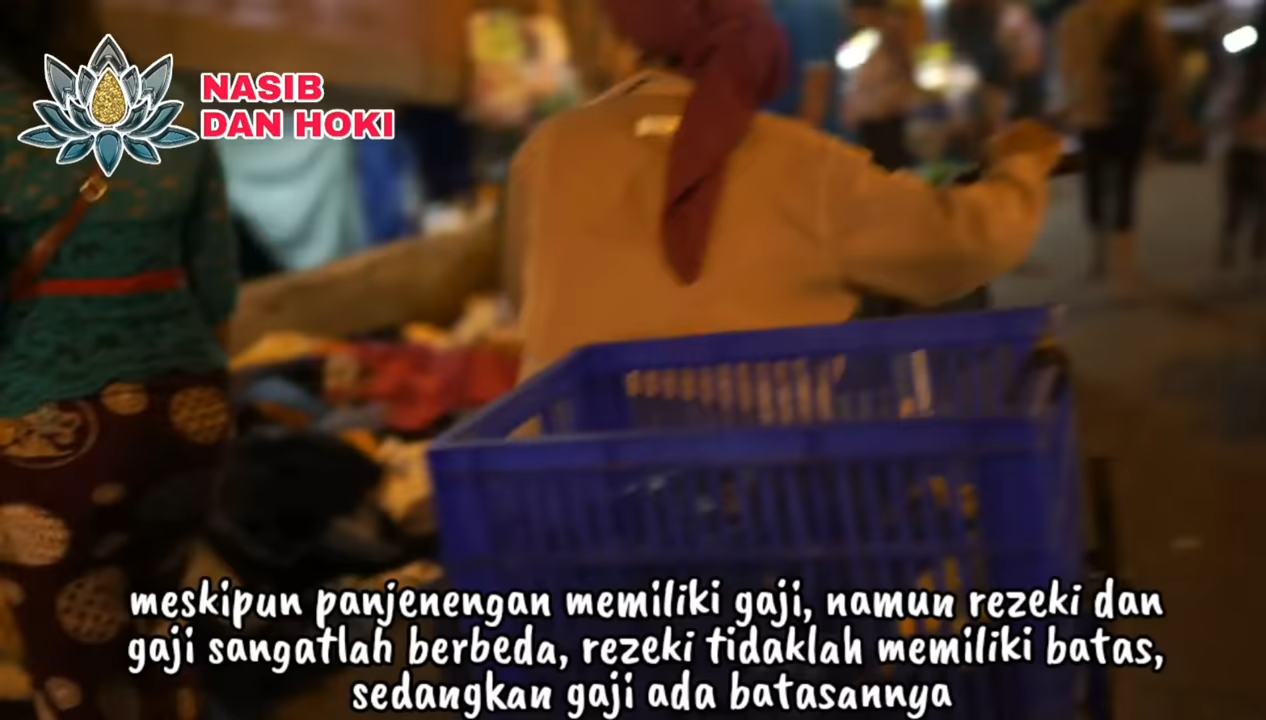 NASIB
DAN HOKI
meskipun panjenengan memiliki gaji, namun rezeki dan
gaji sangatlah berbeda, rezeki tidaklah memiliki batas,
sedangkan gaji ada batasannya